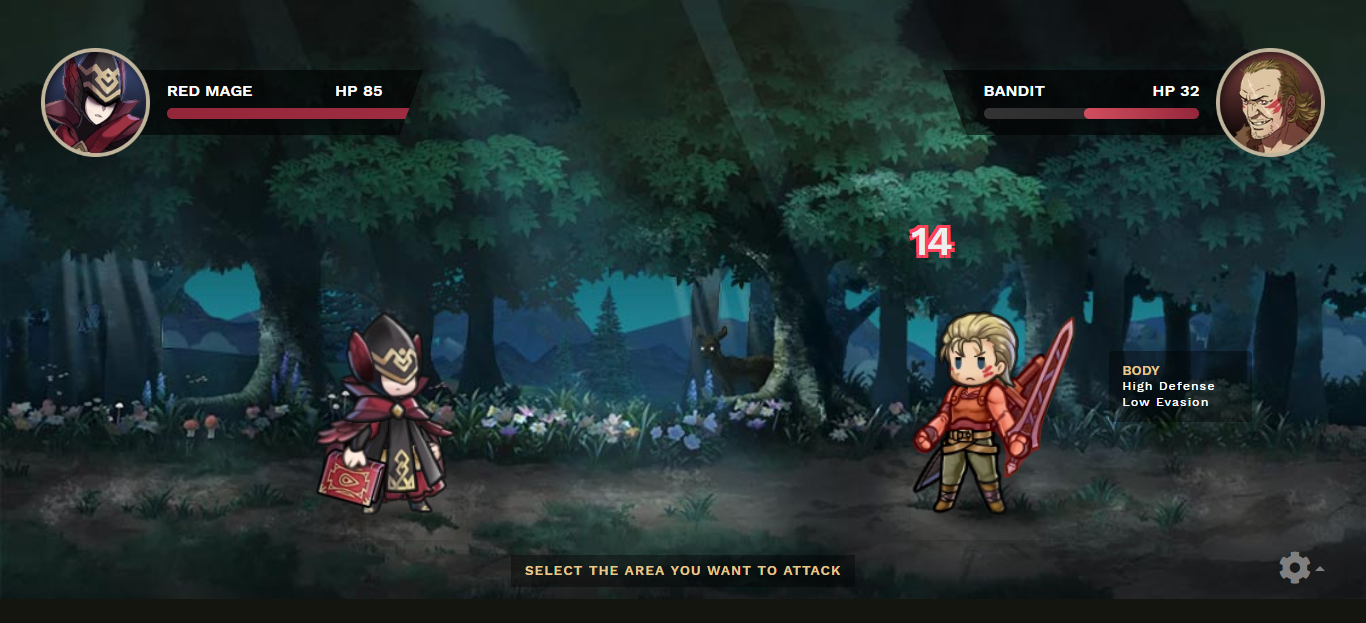 RED MAGE HP 85
BANDIT HP 32
14
BODY
High Defense
Low Evasion
SELECT THE AREA YOU WANT TO ATTACK